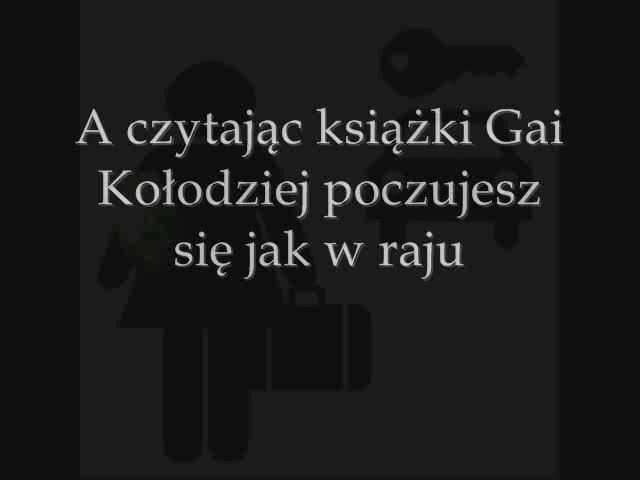 A czytając książki Gai
Kołodziej poczujesz
się jak w raju